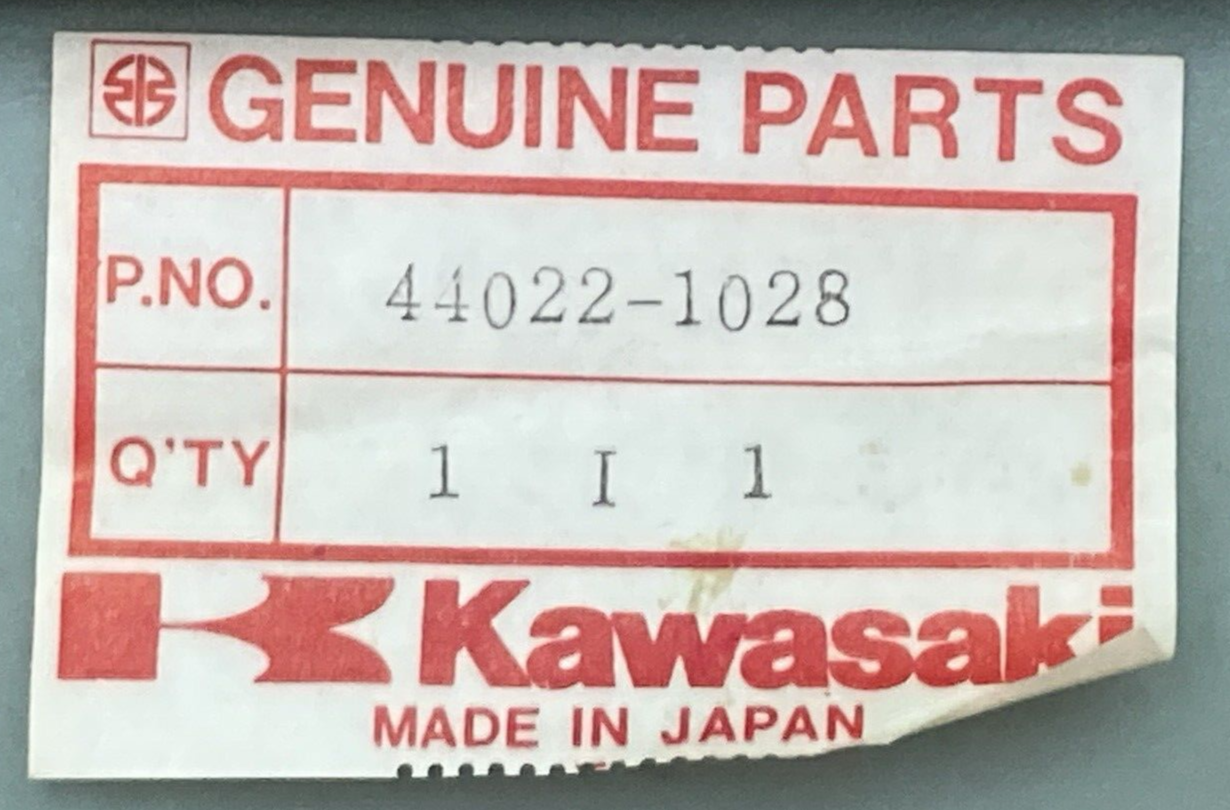 GENUINE PARTS
P.NO. 44022-1028
Q'TY 1 I 1
Kawasaki
MADE IN JAPAN